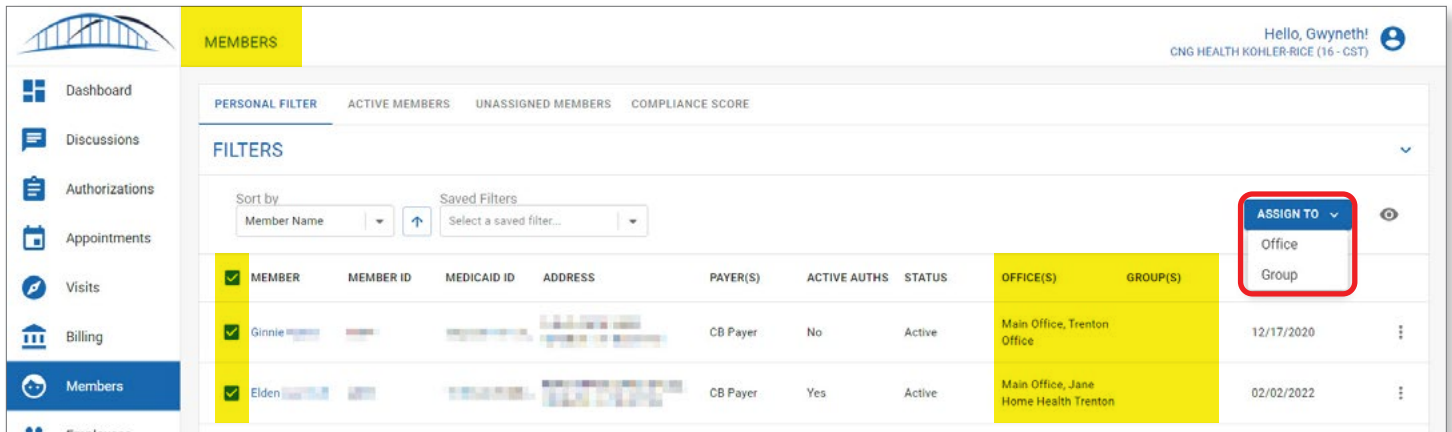 MEMBERS
Hello, Gwyneth!
CNG HEALTH KOHLER-RICE (16 - CST)
Dashboard
Discussions
Authorizations
Appointments
Visits
Billing
Members
Employees
PERSONAL FILTER ACTIVE MEMBERS UNASSIGNED MEMBERS COMPLIANCE SCORE
FILTERS
Sort by Saved Filters
Member Name Select a saved filter... ASSIGN TO
Office
Group
MEMBER MEMBER ID MEDICAID ID ADDRESS PAYER(S) ACTIVE AUTHS STATUS OFFICE(S) GROUP(S)
Ginnie CB Payer No Active Main Office, Trenton 12/17/2020
Office
Elden CB Payer Yes Active Main Office, Jane 02/02/2022
Home Health Trenton